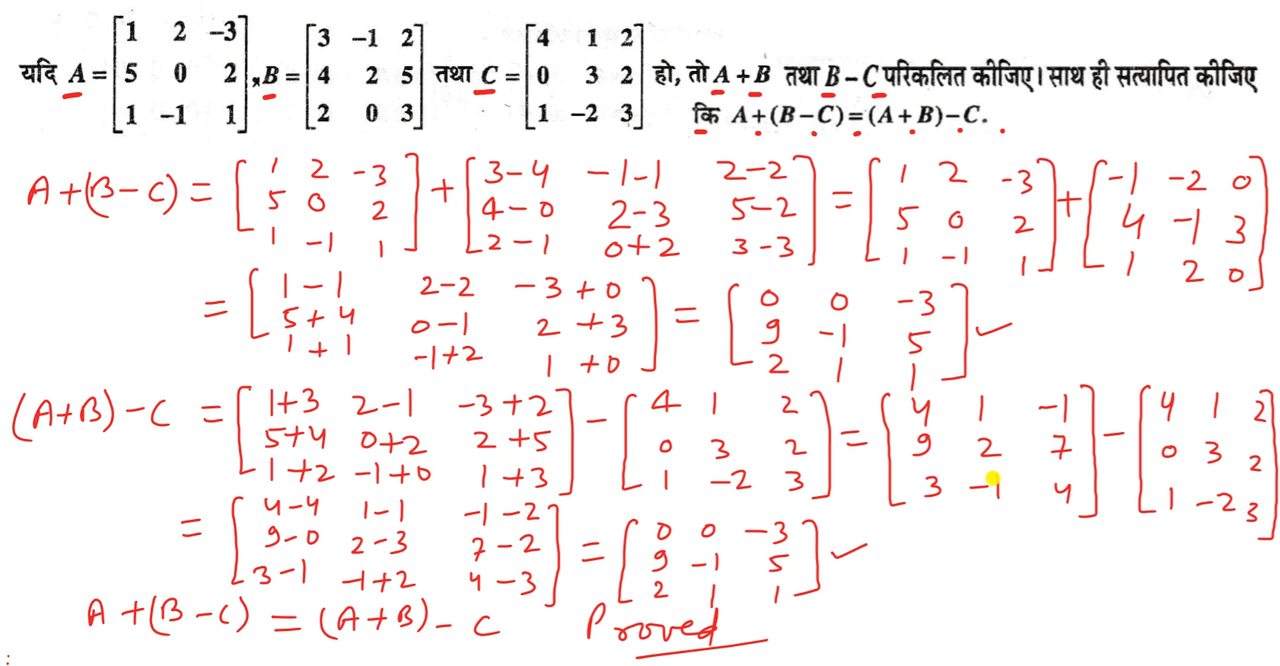 यदि A = [1 2 -3; 5 0 2; 1 -1 1], B = [3 -1 2; 4 2 5; 2 0 3] तथा C = [4 1 2; 0 3 2; 1 -2 3] हो, तो A + B तथा B - C परिकलित कीजिए। साथ ही सत्यापित कीजिए
कि A + (B - C) = (A + B) - C.
A + (B - C) = [1 2 -3; 5 0 2; 1 -1 1] + [3-4 -1-1 2-2; 4-0 2-3 5-2; 2-1 0+2 3-3] = [1 2 -3; 5 0 2; 1 -1 1] + [-1 -2 0; 4 -1 3; 1 2 0]
= [1-1 2-2 -3+0; 5+4 0-1 2+3; 1+1 -1+2 1+0] = [0 0 -3; 9 -1 5; 2 1 1] ✓
(A+B) - C = [1+3 2-1 -3+2; 5+4 0+2 2+5; 1+2 -1+0 1+3] - [4 1 2; 0 3 2; 1 -2 3] = [4 1 -1; 9 2 7; 3 -1 4] - [4 1 2; 0 3 2; 1 -2 3]
= [4-4 1-1 -1-2; 9-0 2-3 7-2; 3-1 -1+2 4-3] = [0 0 -3; 9 -1 5; 2 1 1] ✓
A + (B - C) = (A + B) - C Proved